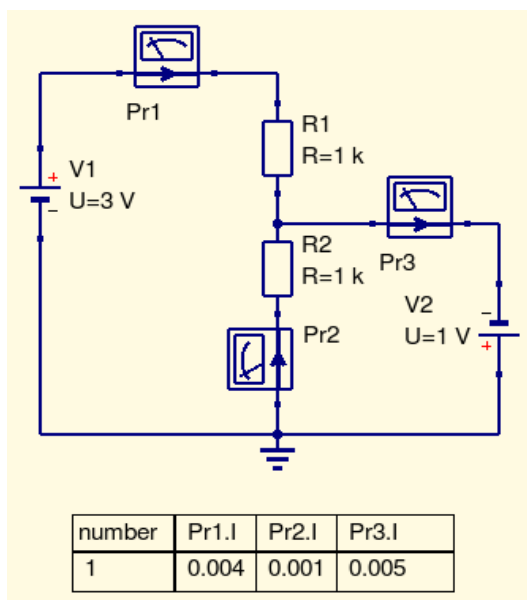 Pr1
R1
R=1 k
+
V1
U=3 V
−
R2
R=1 k
Pr3
Pr2
V2
−
U=1 V
+
number Pr1.I Pr2.I Pr3.I
1 0.004 0.001 0.005